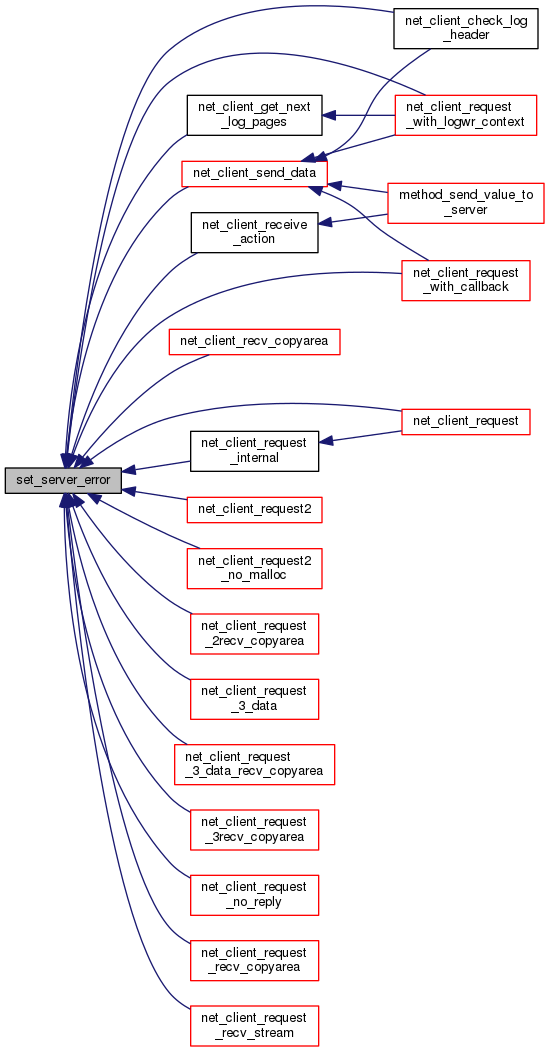 net_client_check_log
_header
net_client_get_next
_log_pages
net_client_request
_with_logwr_context
net_client_send_data
method_send_value_to
_server
net_client_receive
_action
net_client_request
_with_callback
net_client_recv_copyarea
net_client_request
net_client_request
_internal
set_server_error
net_client_request2
net_client_request2
_no_malloc
net_client_request
_2recv_copyarea
net_client_request
_3_data
net_client_request
_3_data_recv_copyarea
net_client_request
_3recv_copyarea
net_client_request
_no_reply
net_client_request
_recv_copyarea
net_client_request
_recv_stream